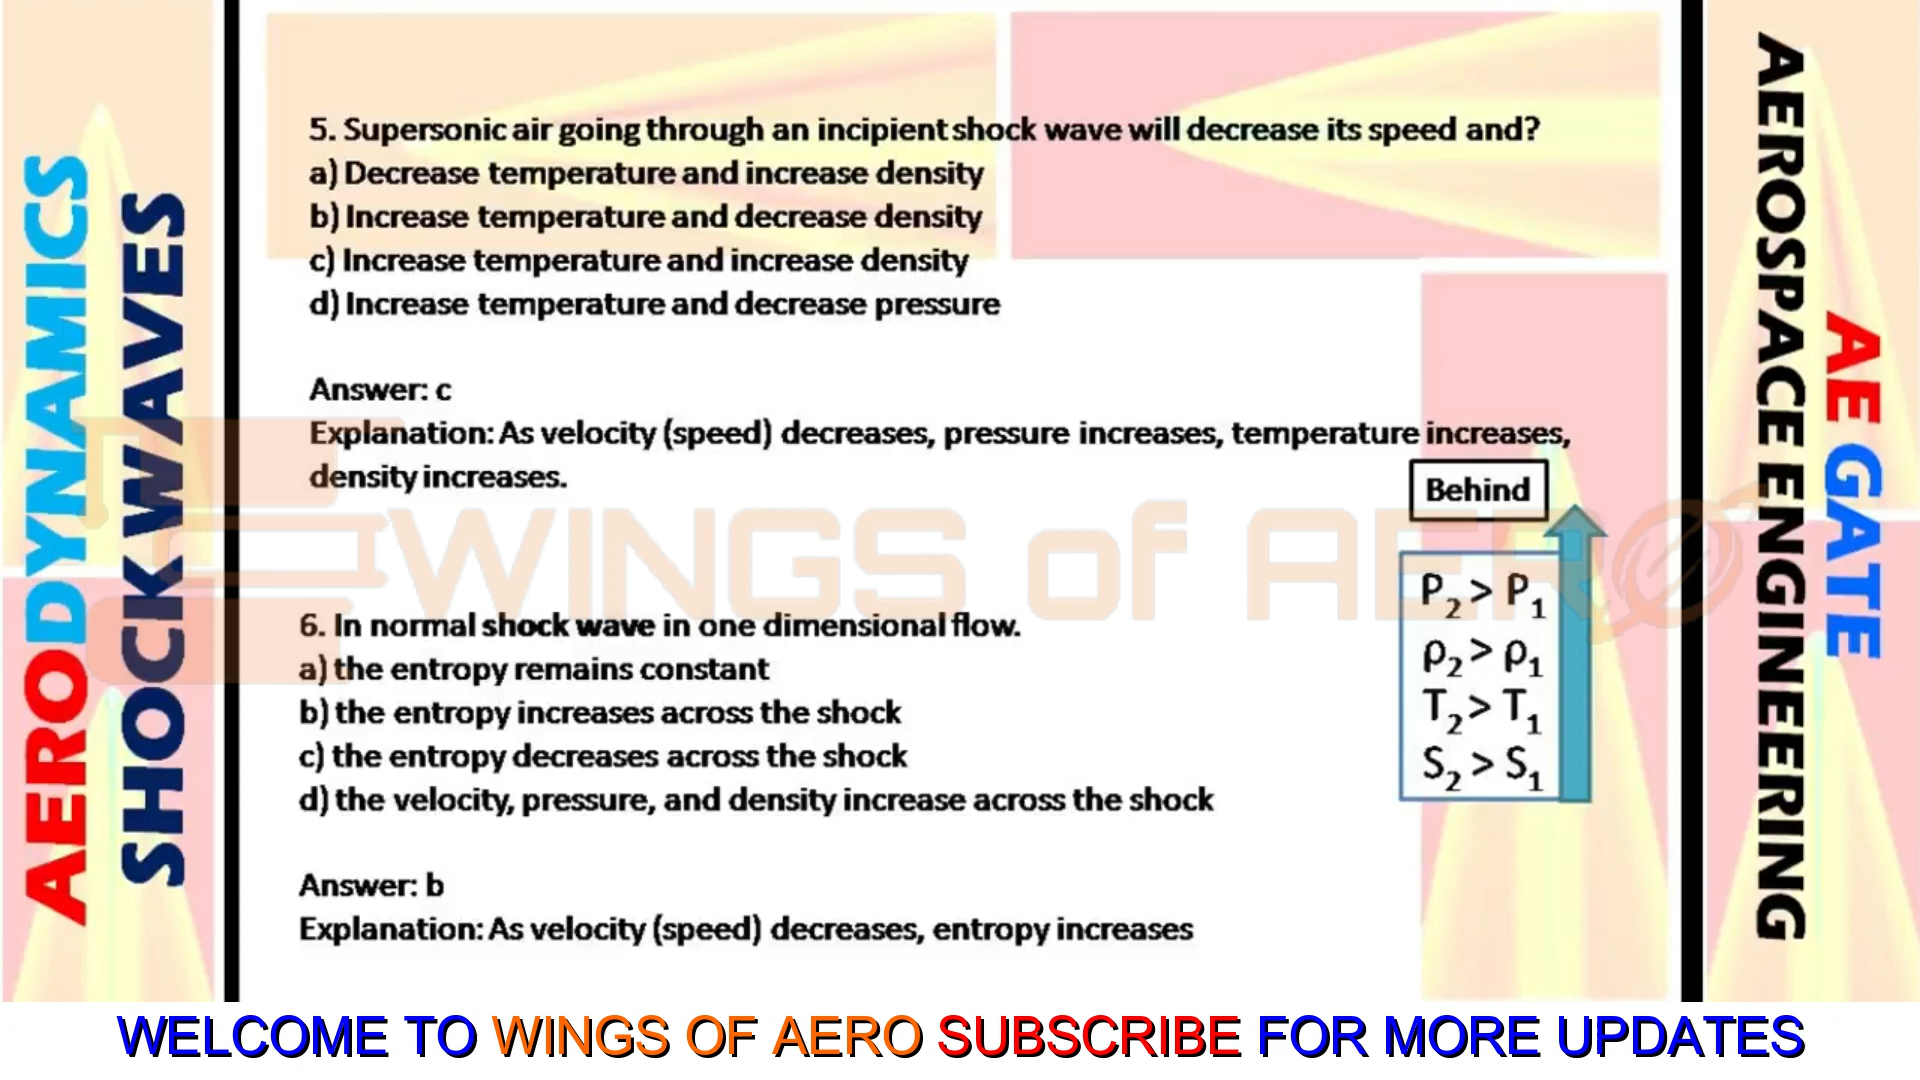 AERODYNAMICS
SHOCKWAVES
5. Supersonic air going through an incipient shock wave will decrease its speed and?
a) Decrease temperature and increase density
b) Increase temperature and decrease density
c) Increase temperature and increase density
d) Increase temperature and decrease pressure
Answer: c
Explanation: As velocity (speed) decreases, pressure increases, temperature increases,
density increases.
Behind
P₂ > P₁
ρ₂ > ρ₁
T₂ > T₁
S₂ > S₁
WINGS of AERO
6. In normal shock wave in one dimensional flow.
a) the entropy remains constant
b) the entropy increases across the shock
c) the entropy decreases across the shock
d) the velocity, pressure, and density increase across the shock
Answer: b
Explanation: As velocity (speed) decreases, entropy increases
AE GATE
AEROSPACE ENGINEERING
WELCOME TO WINGS OF AERO SUBSCRIBE FOR MORE UPDATES